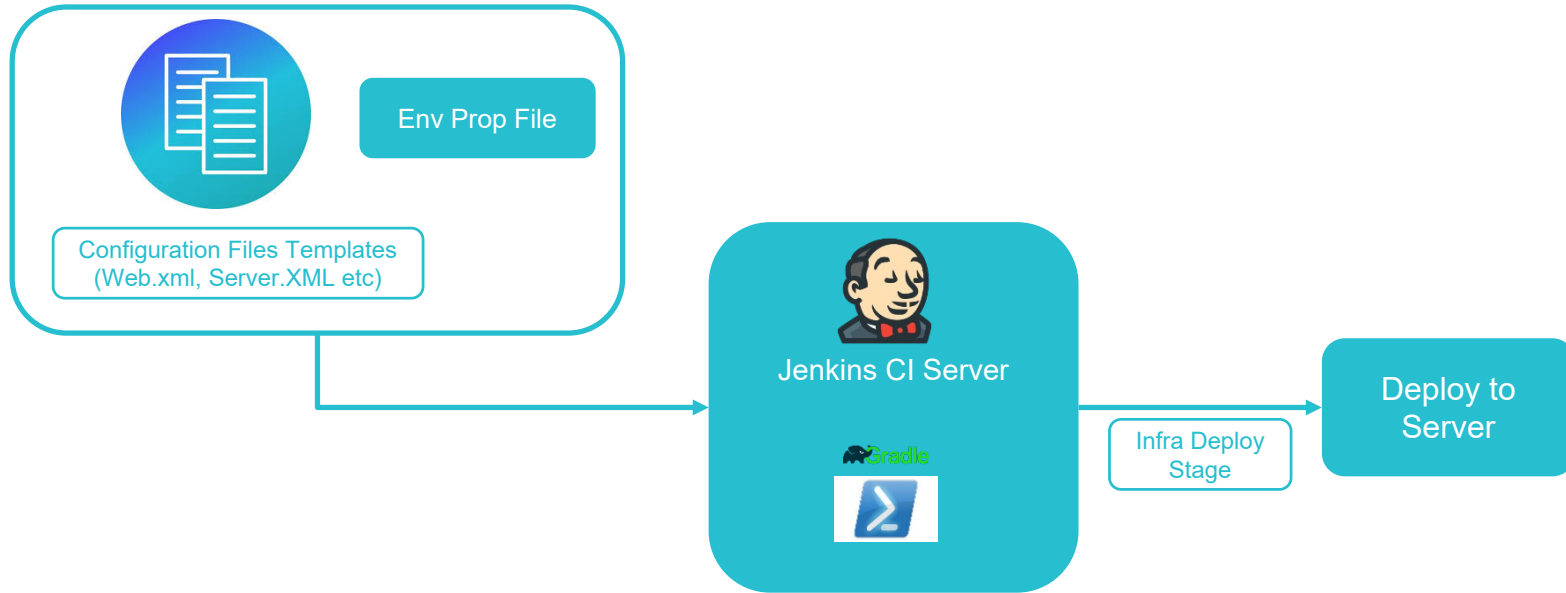 Env Prop File
Configuration Files Templates
(Web.xml, Server.XML etc)
Jenkins CI Server
Gradle
Infra Deploy
Stage
Deploy to
Server